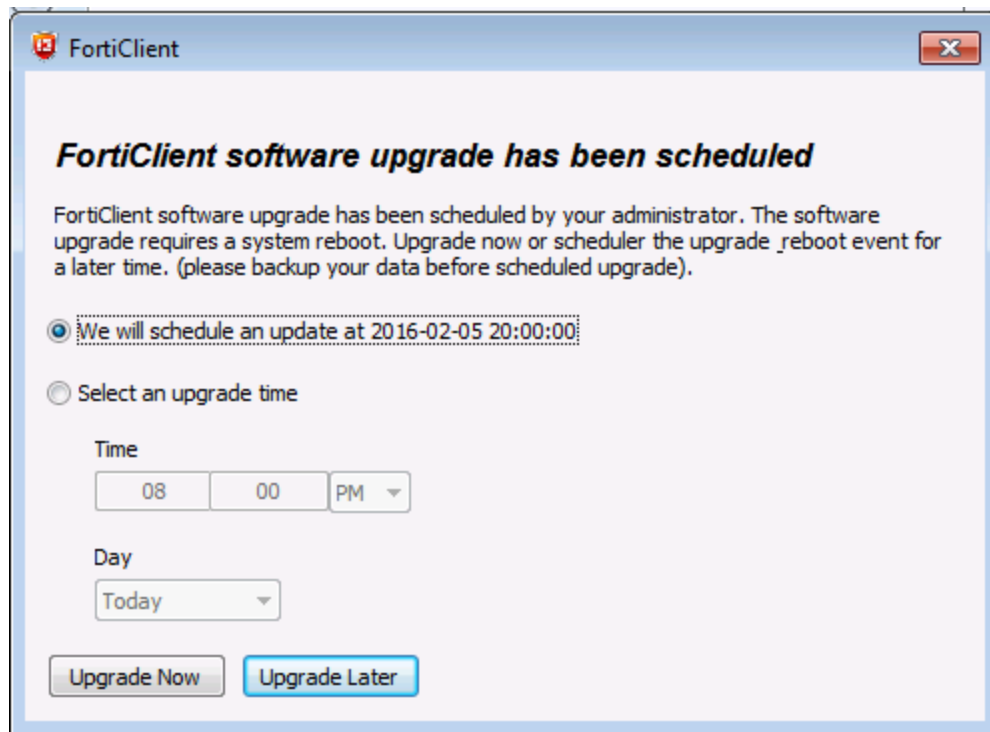 FortiClient
FortiClient software upgrade has been scheduled
FortiClient software upgrade has been scheduled by your administrator. The software
upgrade requires a system reboot. Upgrade now or scheduler the upgrade _reboot event for
a later time. (please backup your data before scheduled upgrade).
We will schedule an update at 2016-02-05 20:00:00
Select an upgrade time
Time
08 00 PM
Day
Today
Upgrade Now Upgrade Later